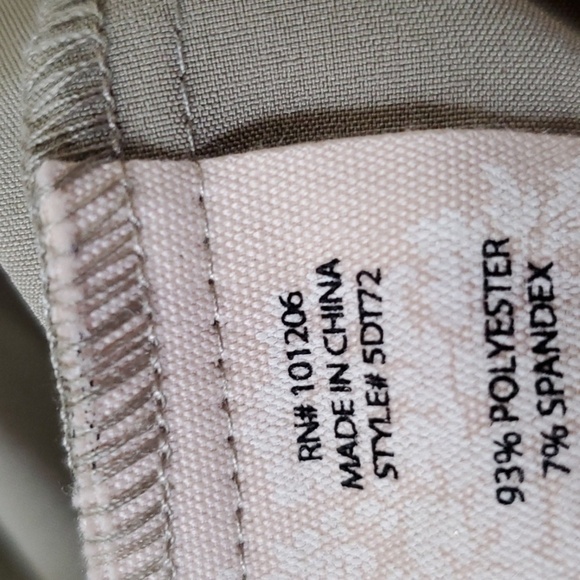 RN# 101206
MADE IN CHINA
STYLE# 5DT72
93% POLYESTER
7% SPANDEX